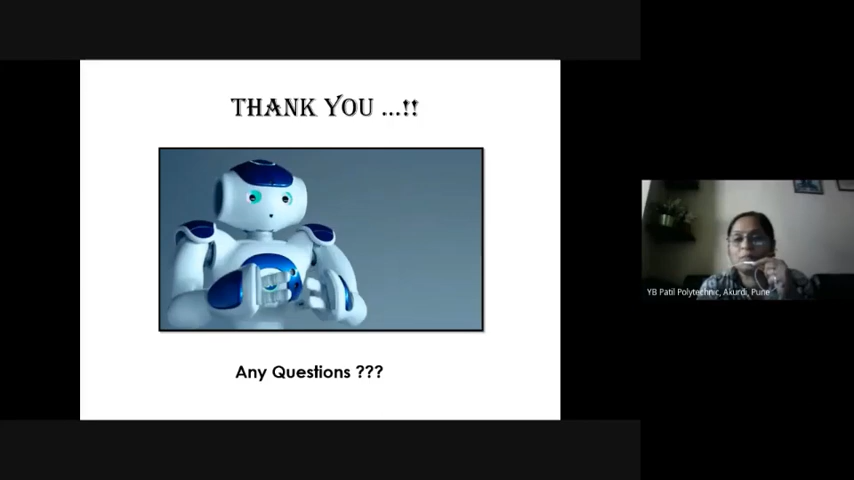 THANK YOU ...!!
Any Questions ???
YB Patil Polytechnic, Akurdi, Pune